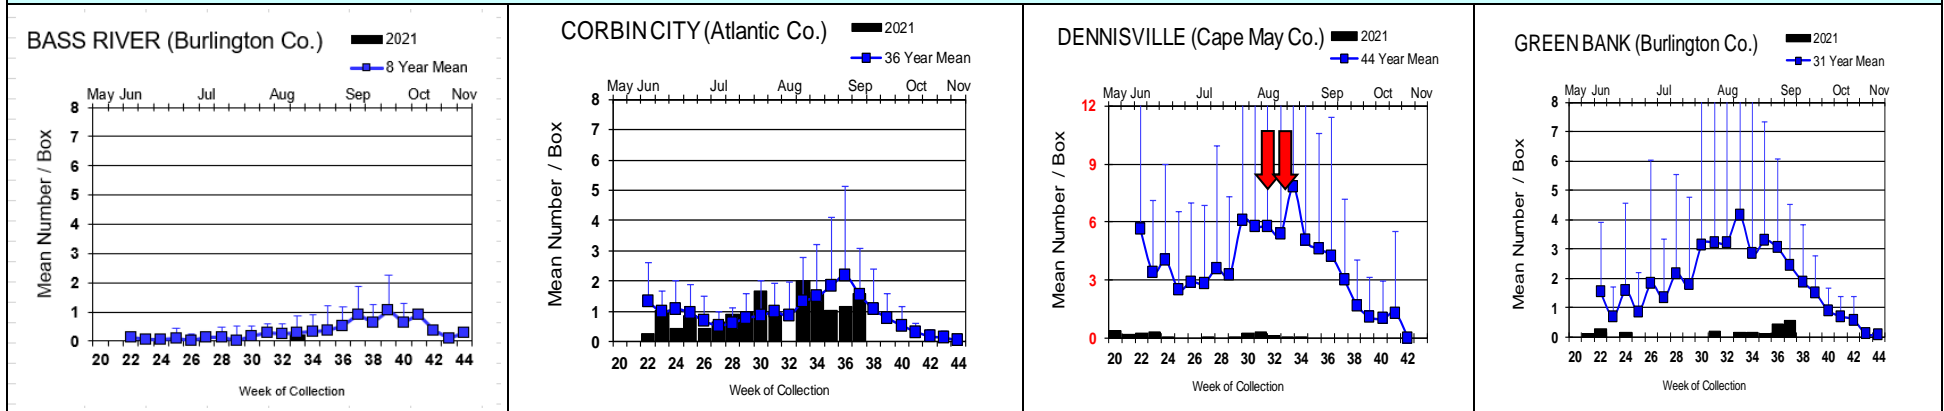 BASS RIVER (Burlington Co.)
2021
8 Year Mean
May Jun Jul Aug Sep Oct Nov
8
7
6
5
4
3
2
1
0
Mean Number / Box
20 22 24 26 28 30 32 34 36 38 40 42 44
Week of Collection
CORBIN CITY (Atlantic Co.)
2021
36 Year Mean
May Jun Jul Aug Sep Oct Nov
8
7
6
5
4
3
2
1
0
Mean Number / Box
20 22 24 26 28 30 32 34 36 38 40 42 44
Week of Collection
DENNISVILLE (Cape May Co.)
2021
44 Year Mean
May Jun Jul Aug Sep Oct Nov
12
9
6
3
0
Mean Number / Box
20 22 24 26 28 30 32 34 36 38 40 42
Week of Collection
GREEN BANK (Burlington Co.)
2021
31 Year Mean
May Jun Jul Aug Sep Oct Nov
8
7
6
5
4
3
2
1
0
Mean Number / Box
20 22 24 26 28 30 32 34 36 38 40 42 44
Week of Collection